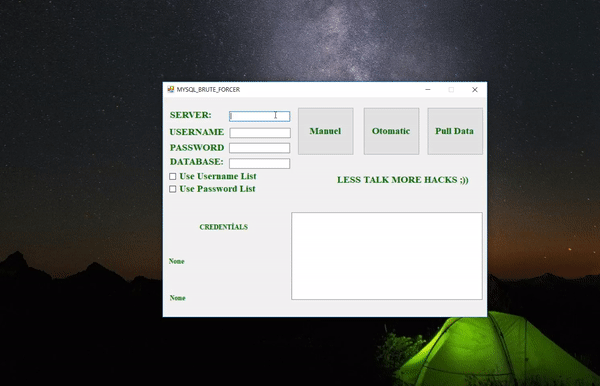 MYSQL_BRUTE_FORCER
SERVER:
USERNAME
PASSWORD
DATABASE:
Use Username List
Use Password List
Manuel
Otomatic
Pull Data
LESS TALK MORE HACKS ;))
CREDENTİALS
None
None